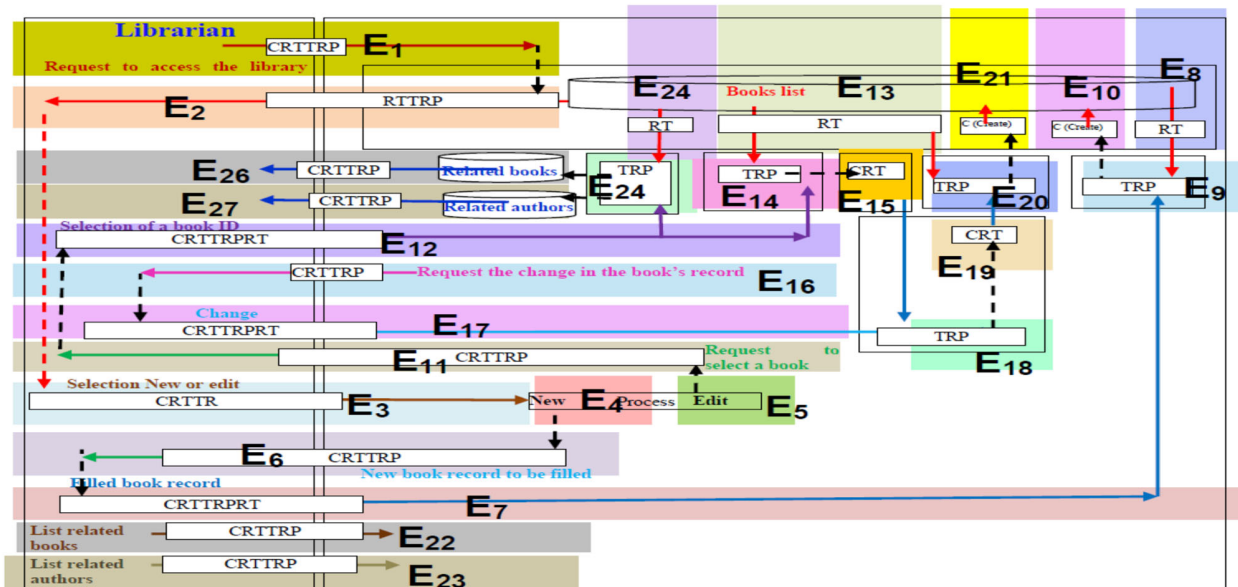 Librarian
CRTTRP
E1
Request to access the library
E2
RTTRP
E24
Books list
E13
E21
E10
E8
RT
RT
C (Create)
C (Create)
RT
E26
CRTTRP
Related books
TRP
E24
TRP
E14
CRT
E15
TRP
E20
TRP
E9
E27
CRTTRP
Related authors
Selection of a book ID
CRTTRPRT
E12
CRT
E19
CRTTRP
Request the change in the book's record
E16
Change
CRTTRPRT
E17
TRP
E18
E11
CRTTRP
Request to
select a book
Selection New or edit
CRTTR
E3
New
E4
Process
Edit
E5
E6
CRTTRP
New book record to be filled
Filled book record
CRTTRPRT
E7
List related
books
CRTTRP
E22
List related
authors
CRTTRP
E23